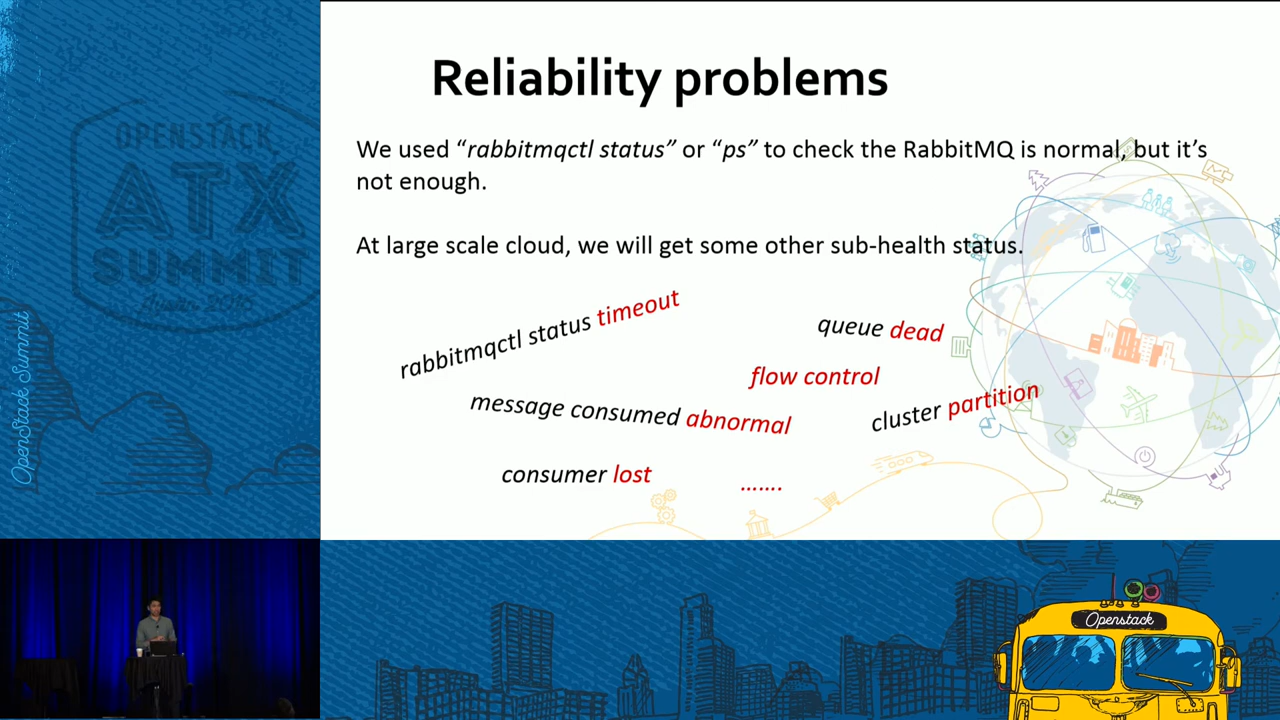 Reliability problems
We used “rabbitmqctl status” or “ps” to check the RabbitMQ is normal, but it’s
not enough.
At large scale cloud, we will get some other sub-health status.
rabbitmqctl status timeout
queue dead
flow control
message consumed abnormal
cluster partition
consumer lost
.......
OPENSTACK
ATX
SUMMIT
OpenStack Summit
Openstack